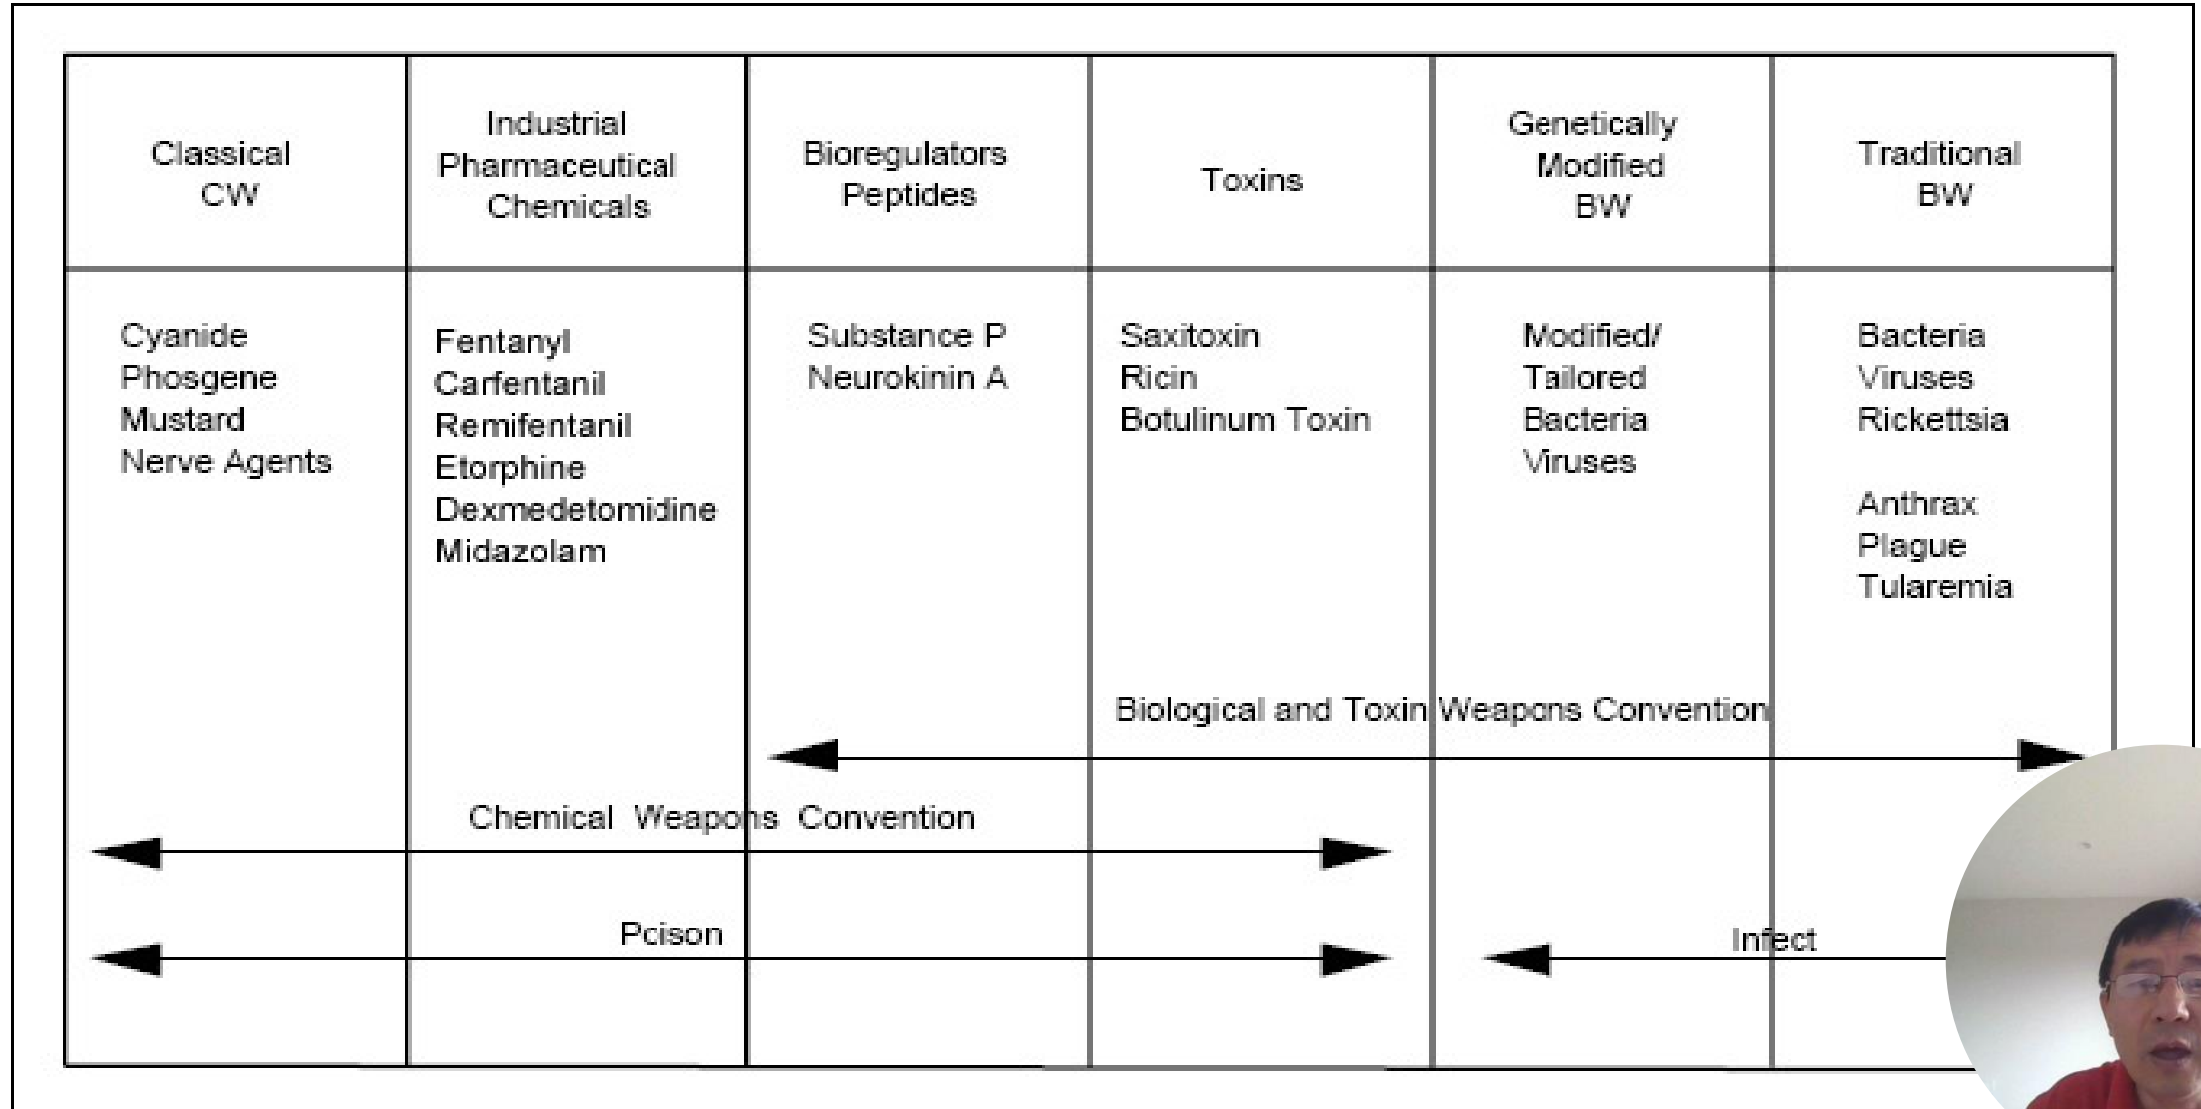 Classical
CW
Industrial
Pharmaceutical
Chemicals
Bioregulators
Peptides
Toxins
Genetically
Modified
BW
Traditional
BW
Cyanide
Phosgene
Mustard
Nerve Agents
Fentanyl
Carfentanil
Remifentanil
Etorphine
Dexmedetomidine
Midazolam
Substance P
Neurokinin A
Saxitoxin
Ricin
Botulinum Toxin
Modified/
Tailored
Bacteria
Viruses
Bacteria
Viruses
Rickettsia
Anthrax
Plague
Tularemia
Biological and Toxin Weapons Convention
Chemical Weapons Convention
Poison
Infect